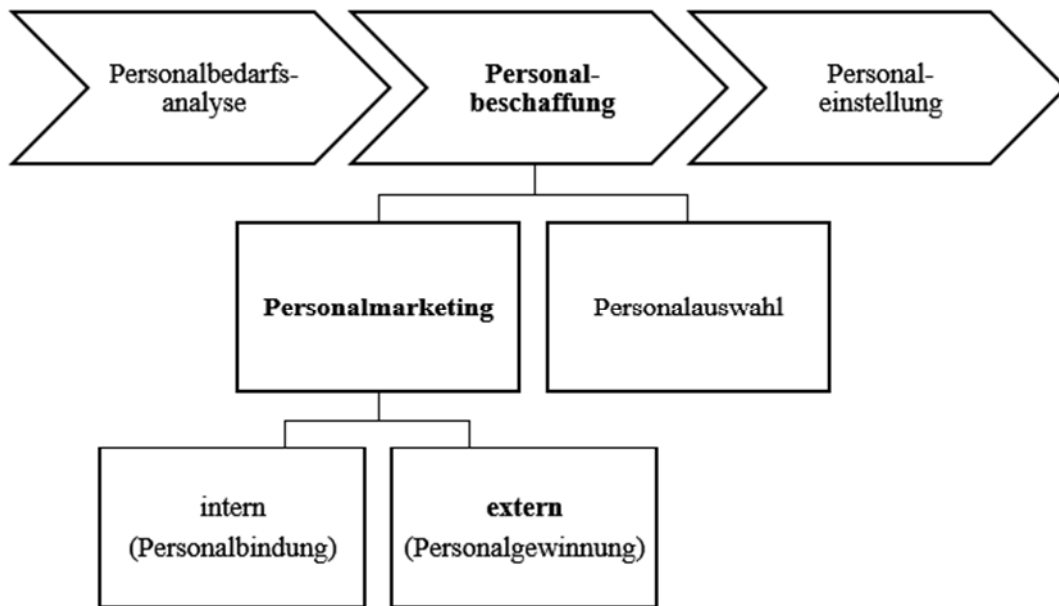 Personalbedarfs-
analyse
Personal-
beschaffung
Personal-
einstellung
Personalmarketing
Personalauswahl
intern
(Personalbindung)
extern
(Personalgewinnung)